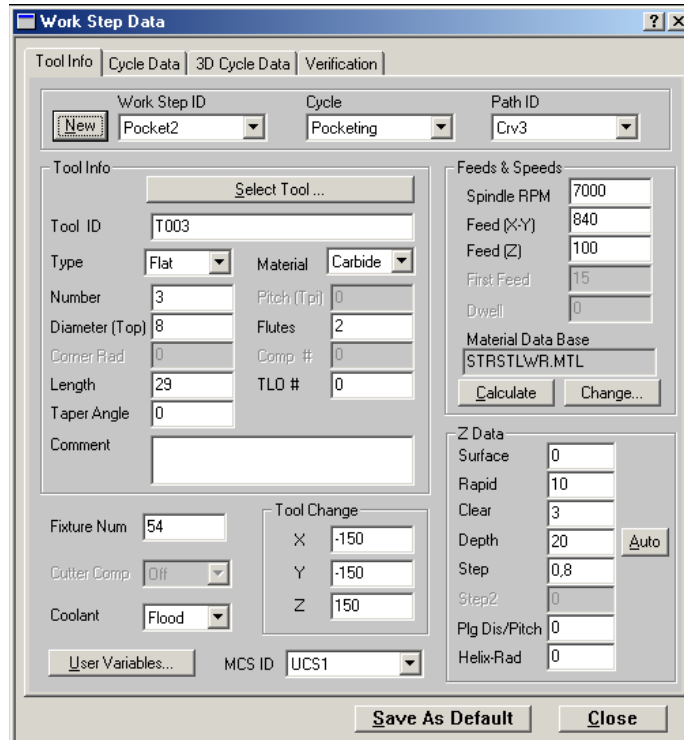 Work Step Data
Tool Info Cycle Data 3D Cycle Data Verification
Work Step ID Cycle Path ID
New Pocket2 Pocketing Crv3
Tool Info
Select Tool ...
Tool ID T003
Type Flat Material Carbide
Number 3 Pitch (Tpi) 0
Diameter (Top) 8 Flutes 2
Corner Rad 0 Comp # 0
Length 29 TLO # 0
Taper Angle 0
Comment
Feeds & Speeds
Spindle RPM 7000
Feed (X-Y) 840
Feed (Z) 100
First Feed 15
Dwell 0
Material Data Base
STRSTLWR.MTL
Calculate Change...
Fixture Num 54
Cutter Comp Off
Coolant Flood
Tool Change
X -150
Y -150
Z 150
Z Data
Surface 0
Rapid 10
Clear 3
Depth 20 Auto
Step 0,8
Step2 0
Plg Dis/Pitch 0
Helix-Rad 0
User Variables... MCS ID UCS1
Save As Default Close